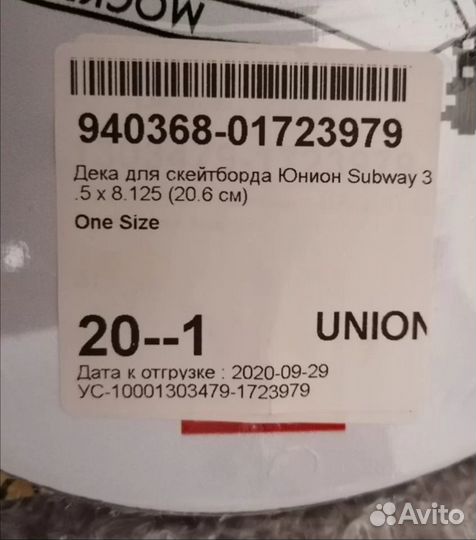 МОСК
940368-01723979
Дека для скейтборда Юнион Subway 3
.5 x 8.125 (20.6 см)
One Size
20--1
UNION
Дата к отгрузке : 2020-09-29
УС-10001303479-1723979
Avito